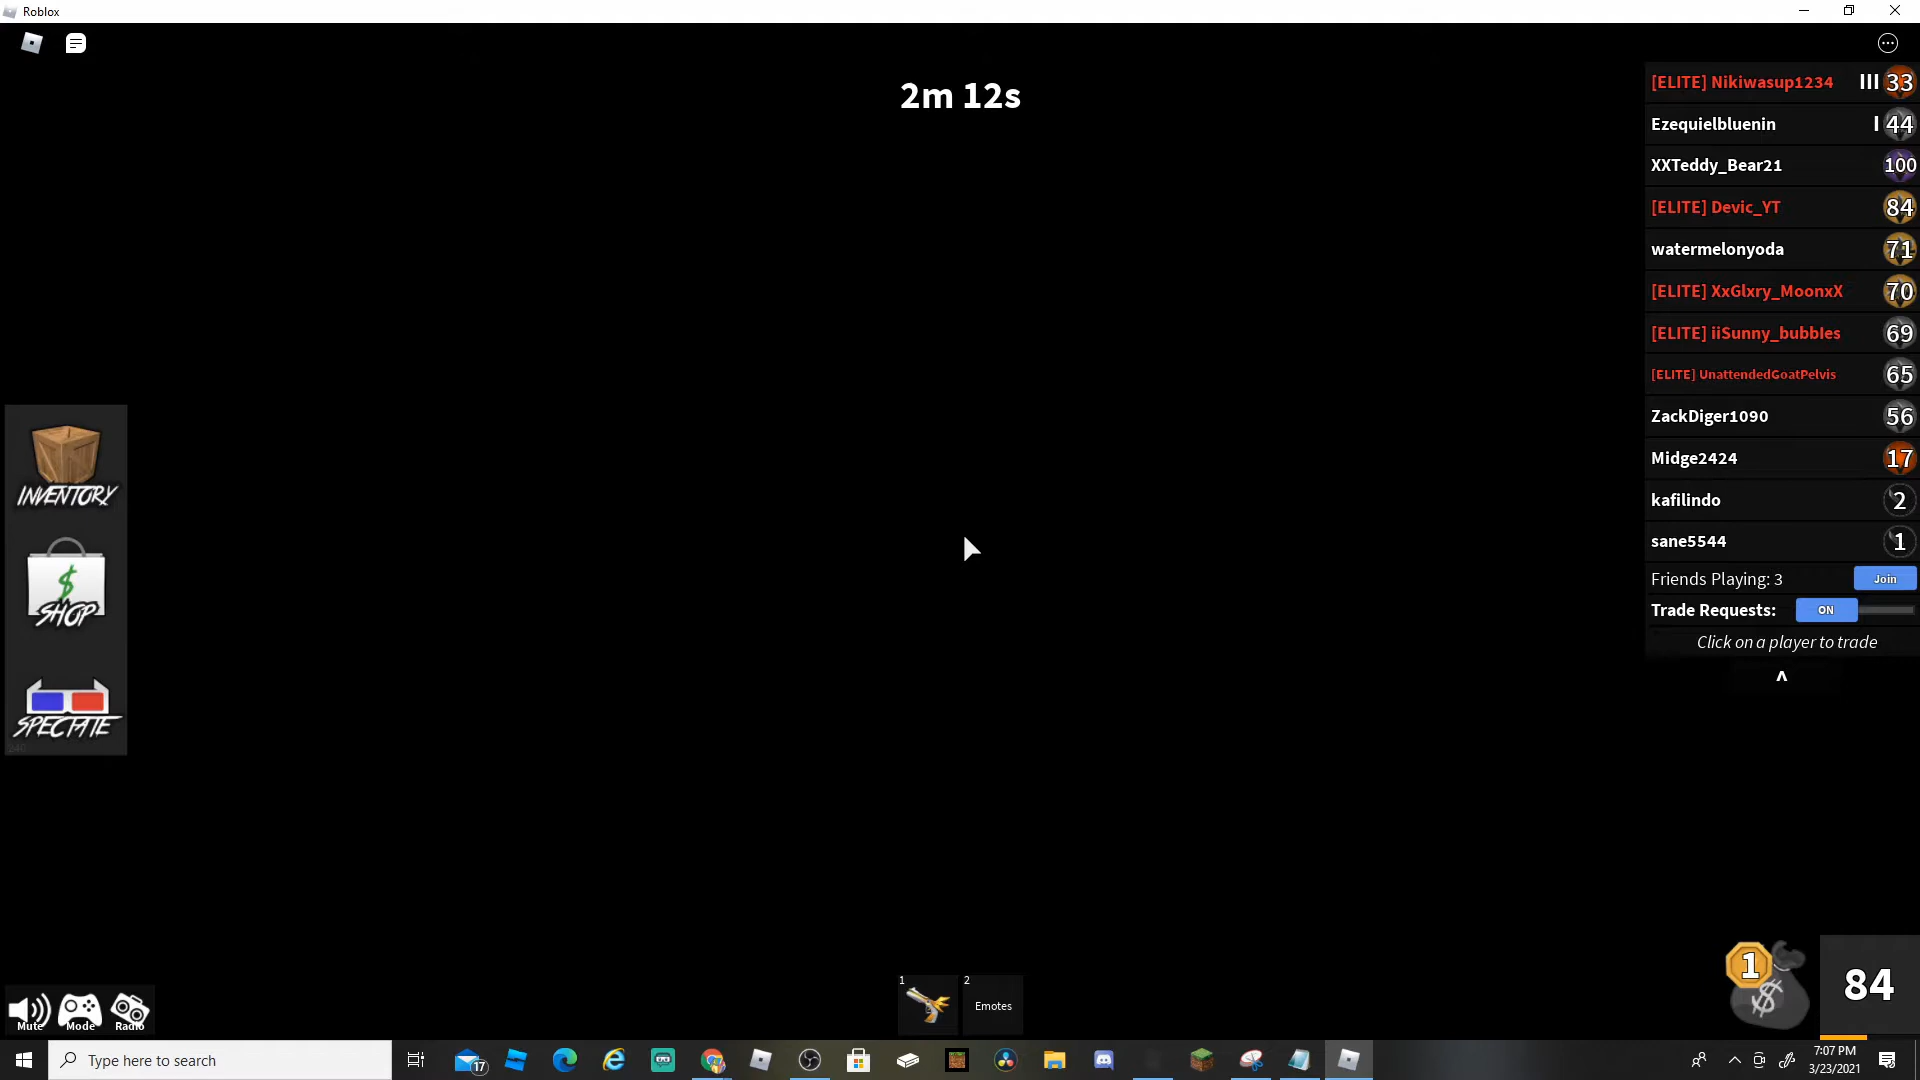 Roblox
2m 12s
[ELITE] Nikiwasup1234 III 33
Ezequielbluenin I 44
XXTeddy_Bear21 100
[ELITE] Devic_YT 84
watermelonyoda 71
[ELITE] XxGlxry_MoonxX 70
[ELITE] iiSunny_bubbIes 69
[ELITE] UnattendedGoatPelvis 65
ZackDiger1090 56
Midge2424 17
kafilindo 2
sane5544 1
Friends Playing: 3 Join
Trade Requests: ON
Click on a player to trade
^
INVENTORY
$
SHOP
SPECTATE
240
1
84
1
2
Emotes
Mute Mode Radio
Type here to search
17
7:07 PM
3/23/2021